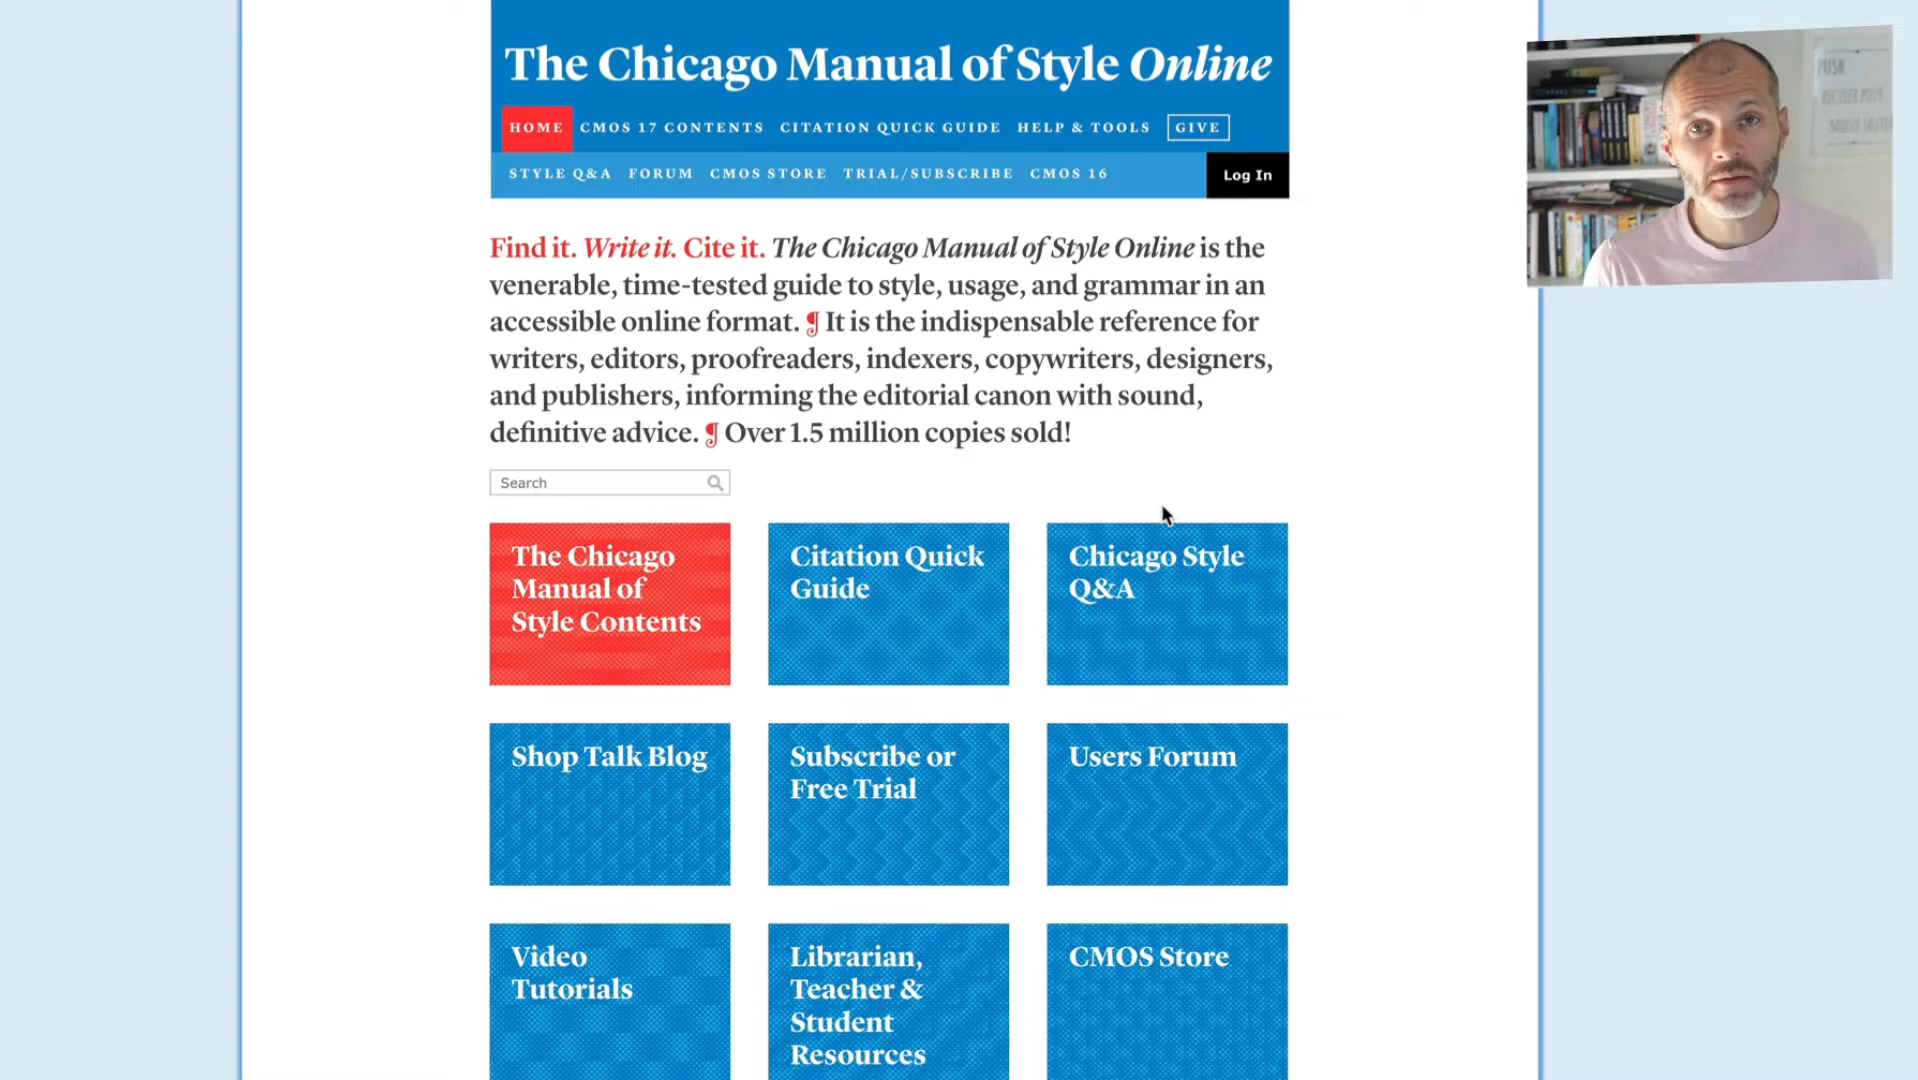 The Chicago Manual of Style Online
HOME CMOS 17 CONTENTS CITATION QUICK GUIDE HELP & TOOLS GIVE
STYLE Q&A FORUM CMOS STORE TRIAL/SUBSCRIBE CMOS 16 Log In
Find it. Write it. Cite it. The Chicago Manual of Style Online is the
venerable, time-tested guide to style, usage, and grammar in an
accessible online format. ¶ It is the indispensable reference for
writers, editors, proofreaders, indexers, copywriters, designers,
and publishers, informing the editorial canon with sound,
definitive advice. ¶ Over 1.5 million copies sold!
Search
The Chicago
Manual of
Style Contents
Citation Quick
Guide
Chicago Style
Q&A
Shop Talk Blog
Subscribe or
Free Trial
Users Forum
Video
Tutorials
Librarian,
Teacher &
Student
Resources
CMOS Store
PUSH